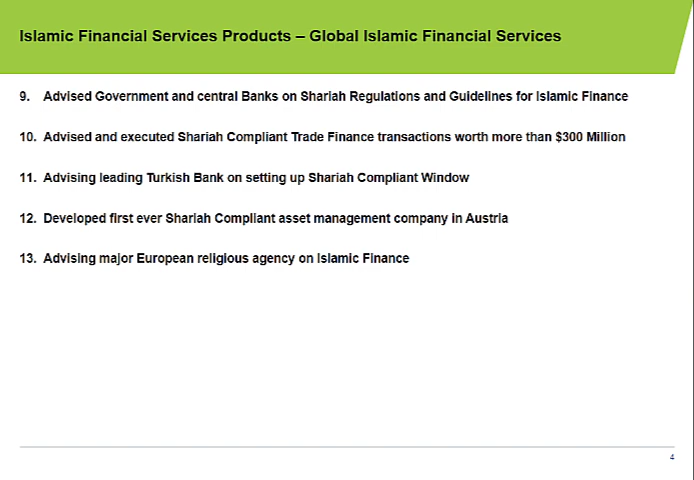 Islamic Financial Services Products – Global Islamic Financial Services
9. Advised Government and central Banks on Shariah Regulations and Guidelines for Islamic Finance
10. Advised and executed Shariah Compliant Trade Finance transactions worth more than $300 Million
11. Advising leading Turkish Bank on setting up Shariah Compliant Window
12. Developed first ever Shariah Compliant asset management company in Austria
13. Advising major European religious agency on Islamic Finance
4